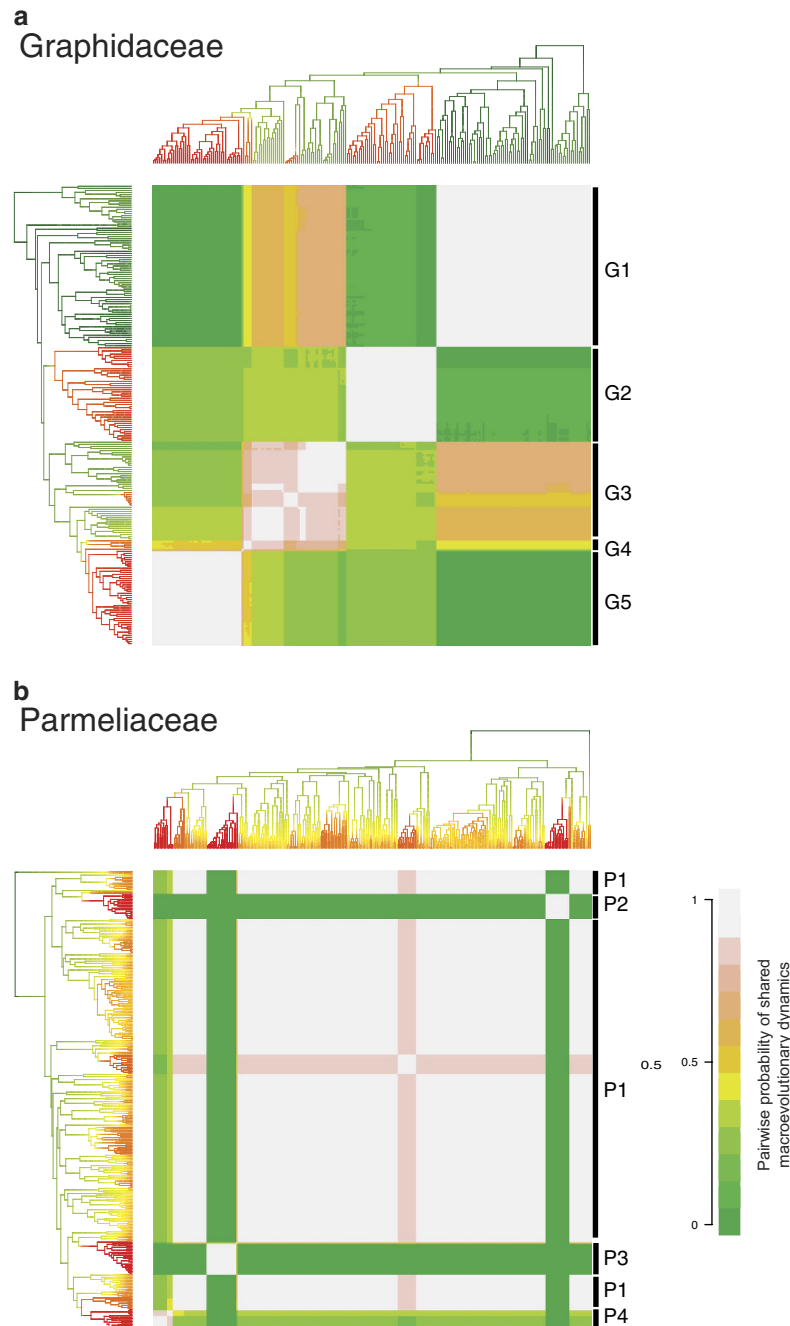 a
Graphidaceae
G1
G2
G3
G4
G5
b
Parmeliaceae
P1
P2
P1
P3
P1
P4
0.5
1
0.5
0
Pairwise probability of shared
macroevolutionary dynamics